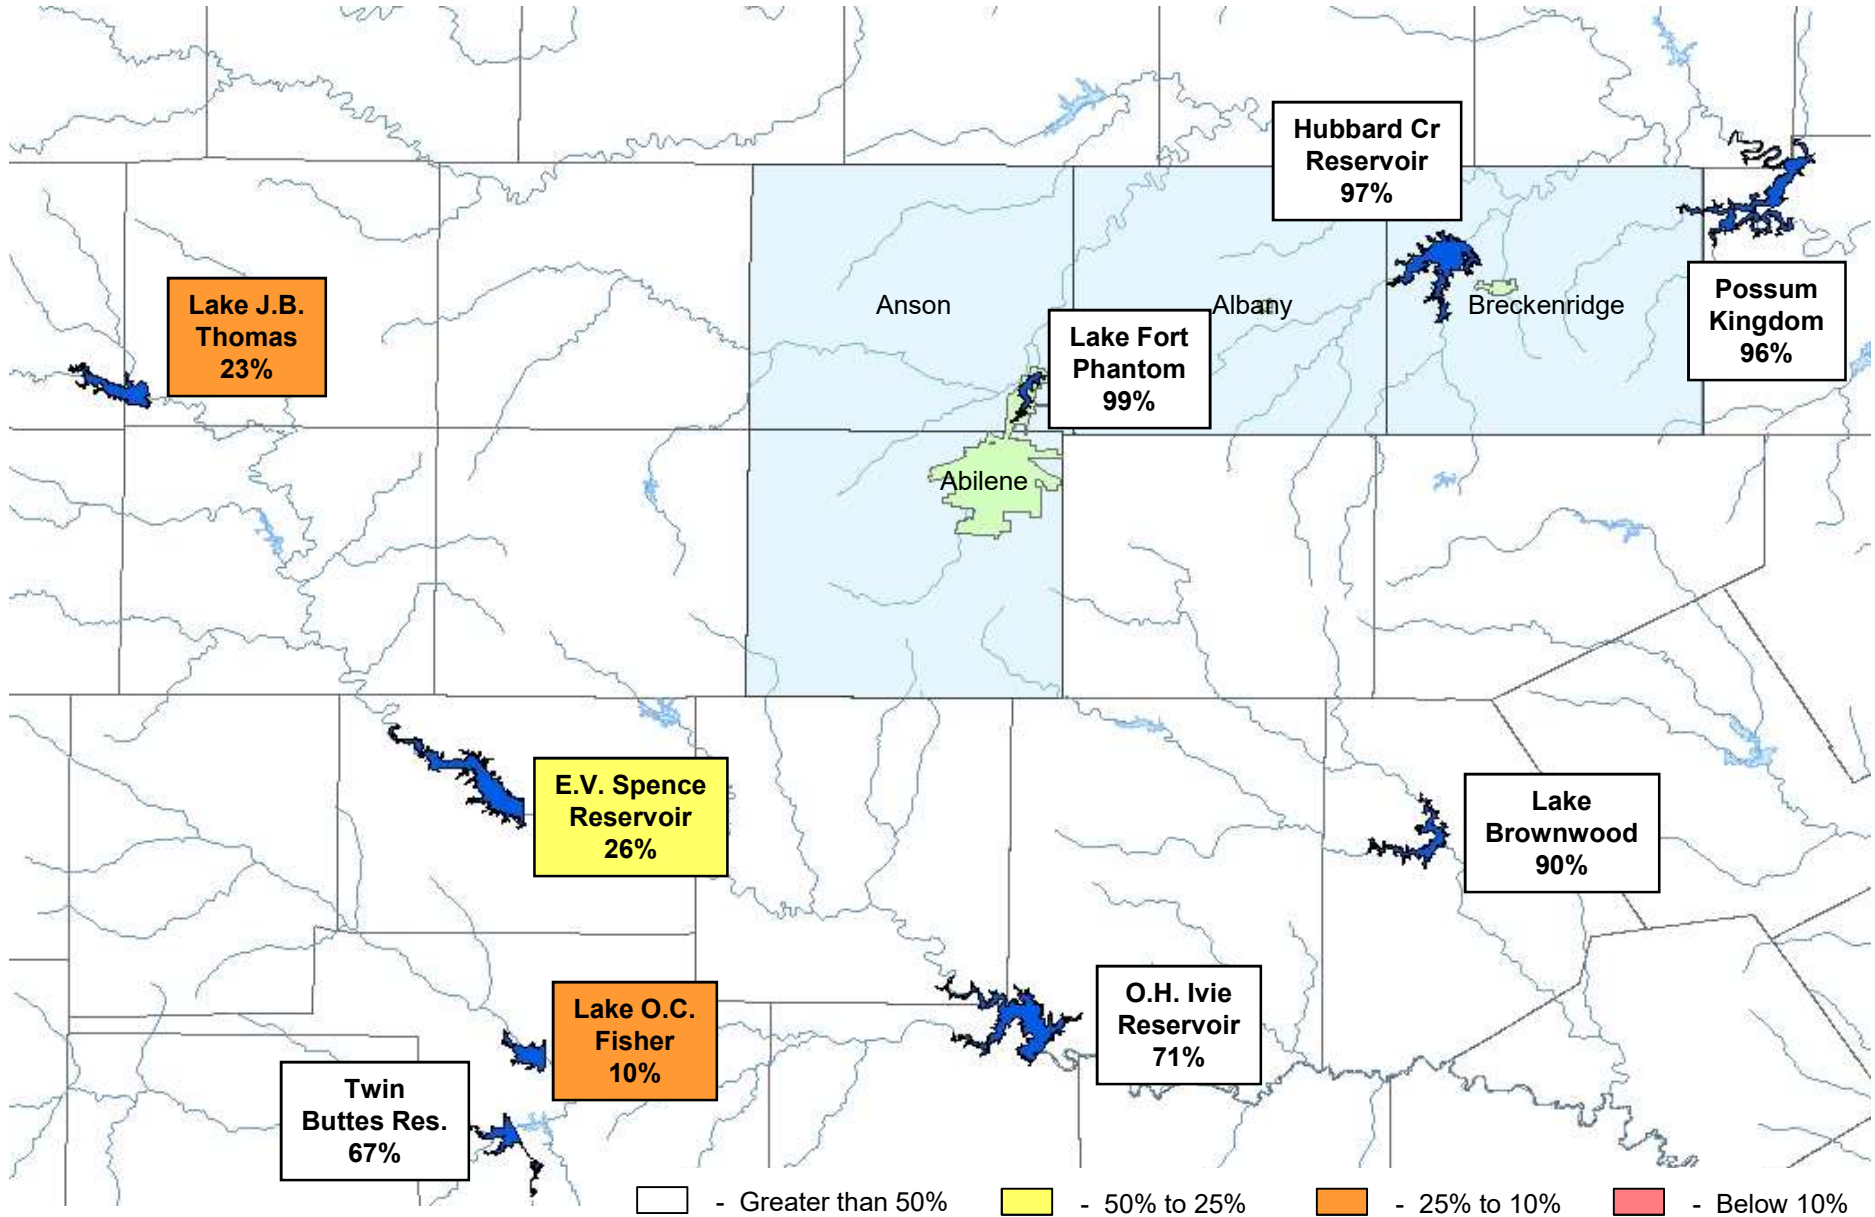 Hubbard Cr
Reservoir
97%
Lake J.B.
Thomas
23%
Anson
Albany
Breckenridge
Possum
Kingdom
96%
Lake Fort
Phantom
99%
Abilene
E.V. Spence
Reservoir
26%
Lake
Brownwood
90%
Lake O.C.
Fisher
10%
O.H. Ivie
Reservoir
71%
Twin
Buttes Res.
67%
- Greater than 50%
- 50% to 25%
- 25% to 10%
- Below 10%